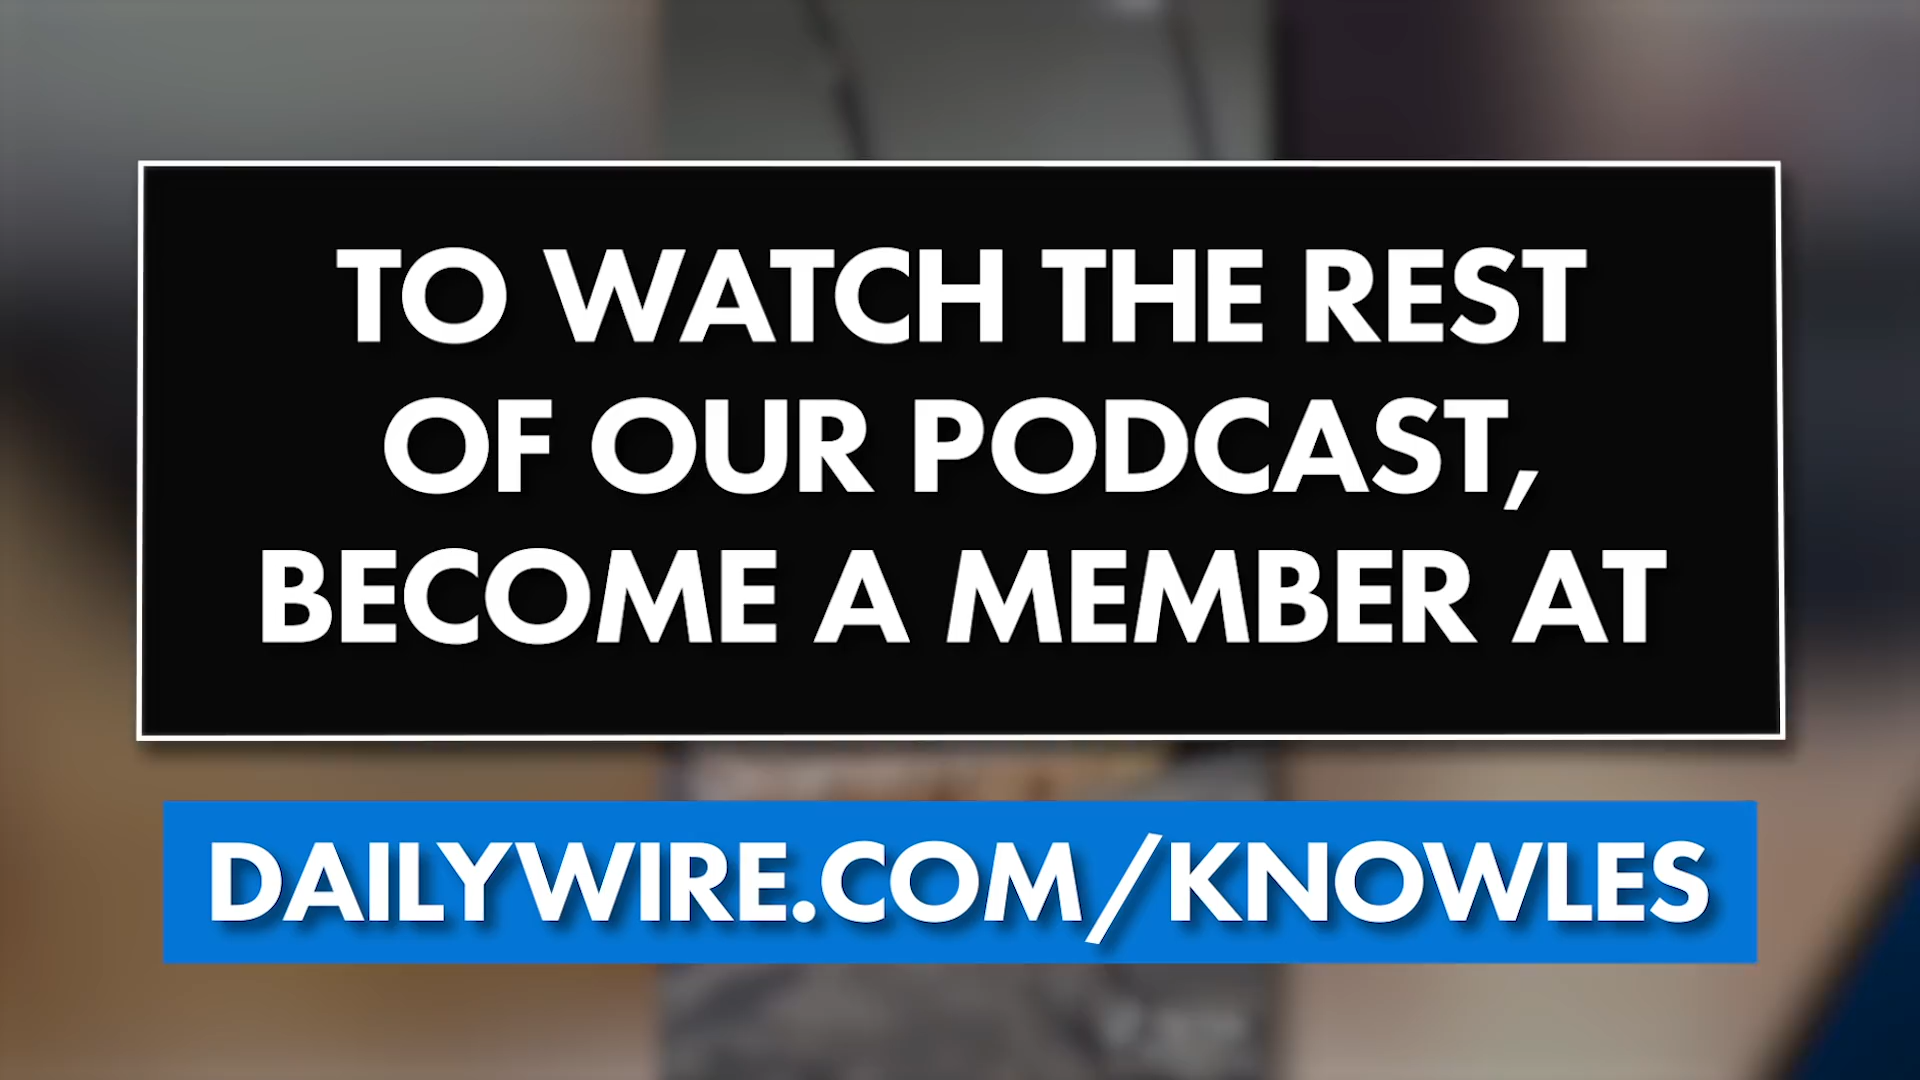 TO WATCH THE REST
OF OUR PODCAST,
BECOME A MEMBER AT
DAILYWIRE.COM/KNOWLES